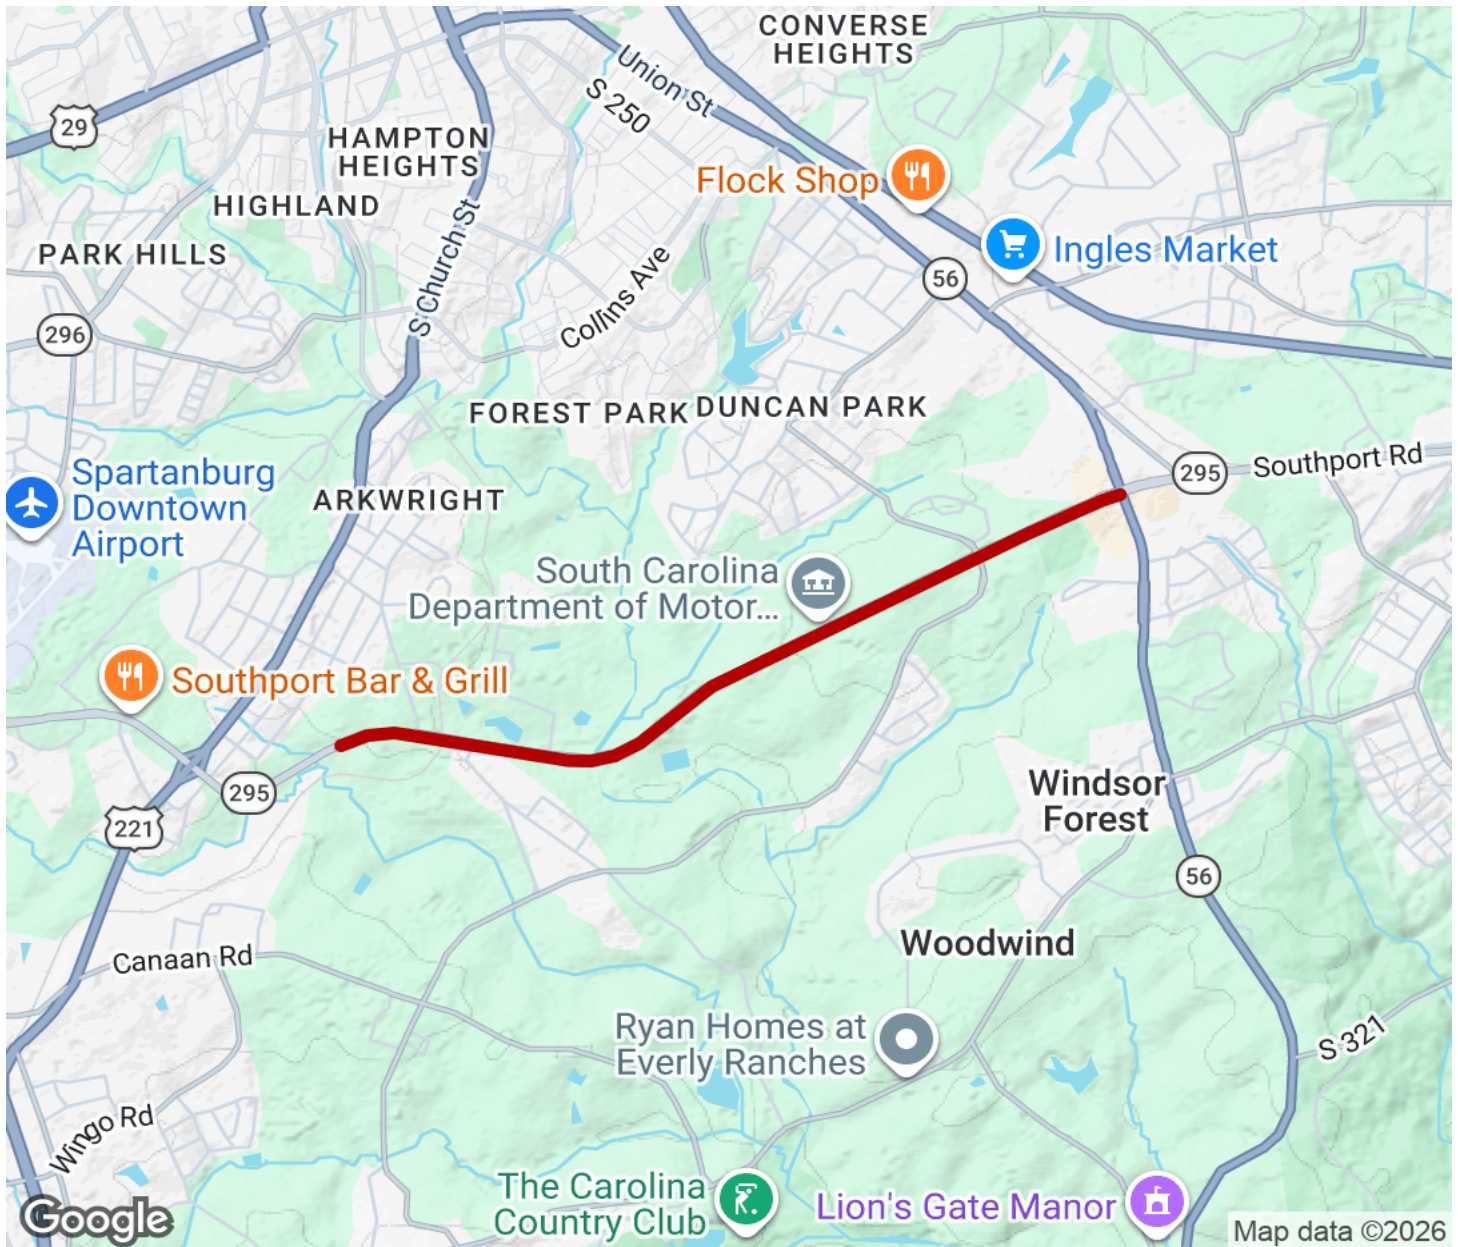 CONVERSE
HEIGHTS
Union St
S 250
29
HAMPTON
HEIGHTS
Flock Shop
HIGHLAND
PARK HILLS
S Church St
Ingles Market
56
Collins Ave
296
FOREST PARK
DUNCAN PARK
Southport Rd
295
Spartanburg
Downtown
Airport
ARKWRIGHT
South Carolina
Department of Motor...
Southport Bar & Grill
295
221
Windsor
Forest
56
Woodwind
Canaan Rd
Ryan Homes at
Everly Ranches
S 321
Wingo Rd
The Carolina
Country Club
Lion's Gate Manor
Google
Map data ©2026